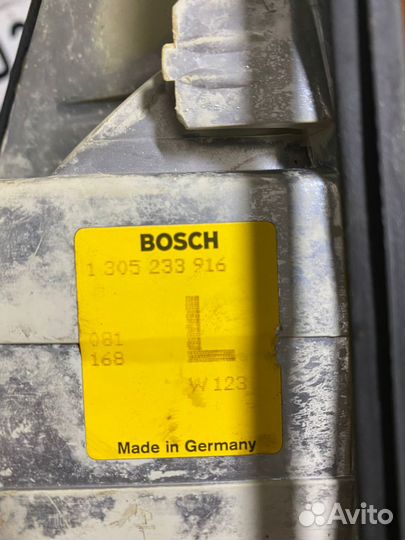 BOSCH
1 305 233 916
081
168
L
W 123
Made in Germany
Avito